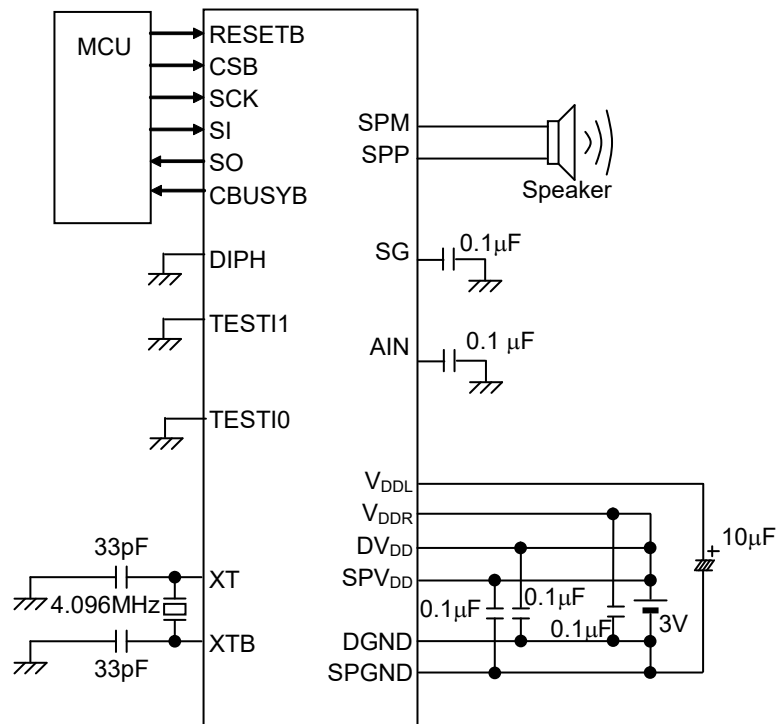 MCU
RESETB
CSB
SCK
SI
SO
CBUSYB
DIPH
TESTI1
TESTI0
33pF
XT
4.096MHz
XTB
33pF
SPM
SPP
Speaker
SG
0.1μF
AIN
0.1 μF
VDDL
VDDR
DVDD
SPVDD
DGND
SPGND
0.1μF
0.1μF
0.1μF
3V
+
10μF